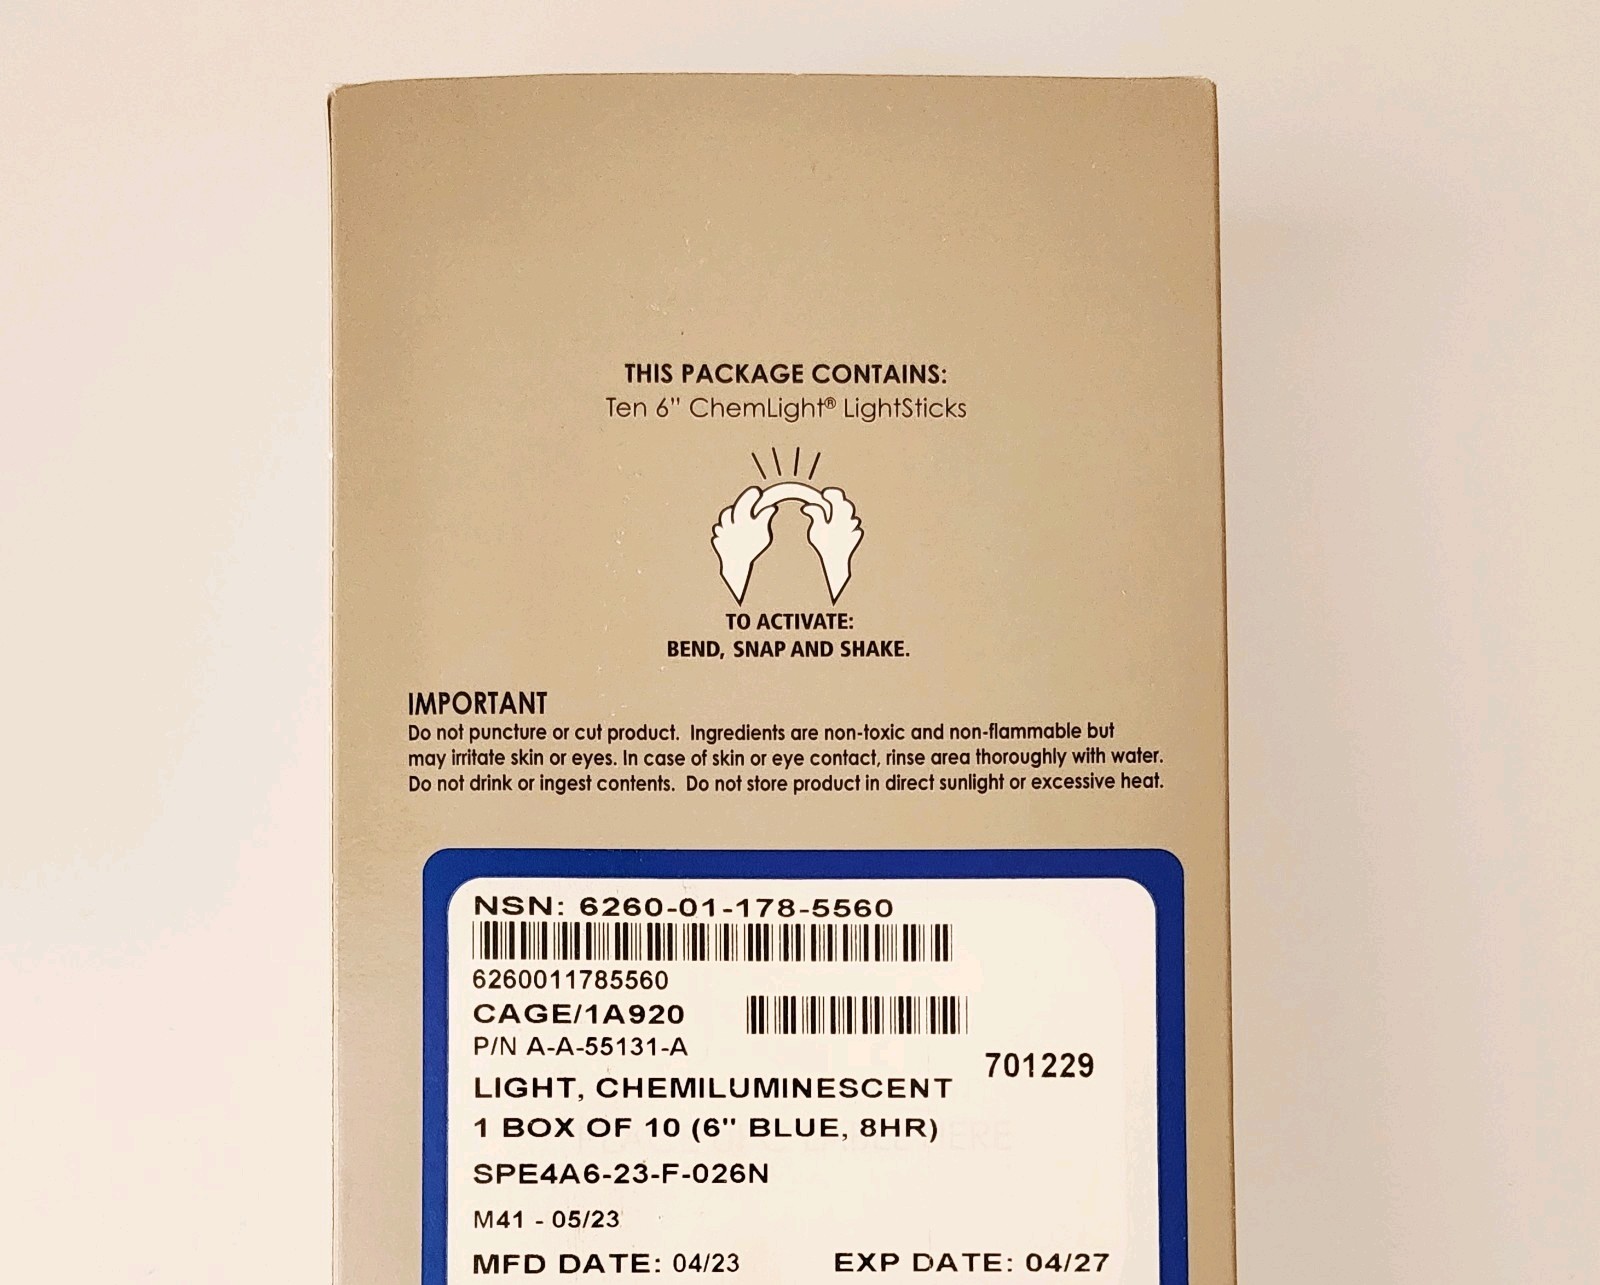 THIS PACKAGE CONTAINS:
Ten 6” ChemLight® LightSticks
TO ACTIVATE:
BEND, SNAP AND SHAKE.
IMPORTANT
Do not puncture or cut product. Ingredients are non-toxic and non-flammable but
may irritate skin or eyes. In case of skin or eye contact, rinse area thoroughly with water.
Do not drink or ingest contents. Do not store product in direct sunlight or excessive heat.
NSN: 6260-01-178-5560
6260011785560
CAGE/1A920
P/N A-A-55131-A
701229
LIGHT, CHEMILUMINESCENT
1 BOX OF 10 (6" BLUE, 8HR)
SPE4A6-23-F-026N
M41 - 05/23
MFD DATE: 04/23 EXP DATE: 04/27